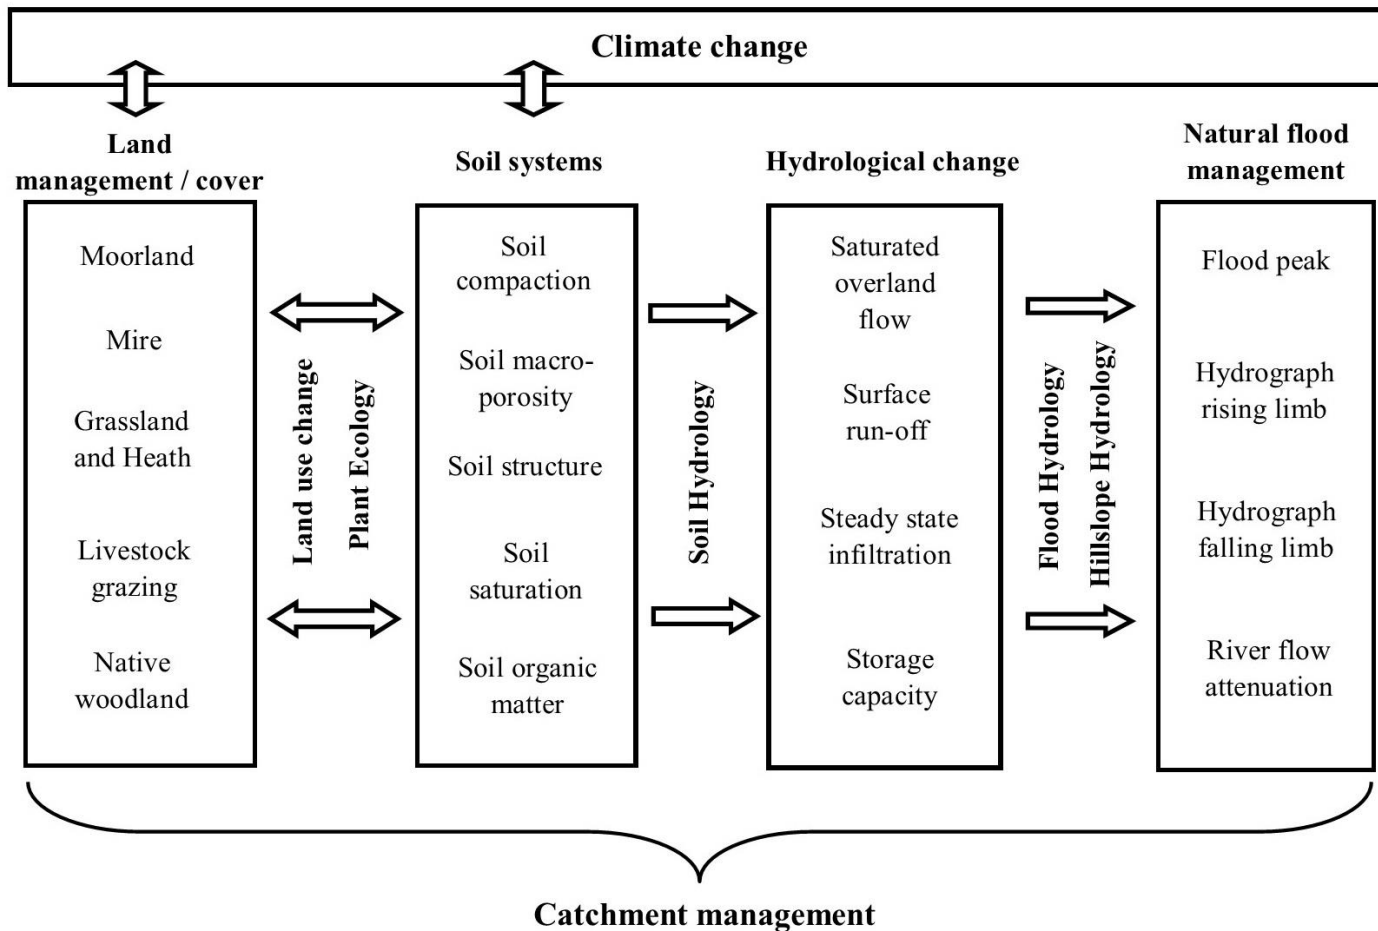 Climate change
Land
management / cover
Soil systems
Hydrological change
Natural flood
management
Moorland
Mire
Grassland
and Heath
Livestock
grazing
Native
woodland
Land use change
Plant Ecology
Soil
compaction
Soil macro-
porosity
Soil structure
Soil
saturation
Soil organic
matter
Soil Hydrology
Saturated
overland
flow
Surface
run-off
Steady state
infiltration
Storage
capacity
Flood Hydrology
Hillslope Hydrology
Flood peak
Hydrograph
rising limb
Hydrograph
falling limb
River flow
attenuation
Catchment management